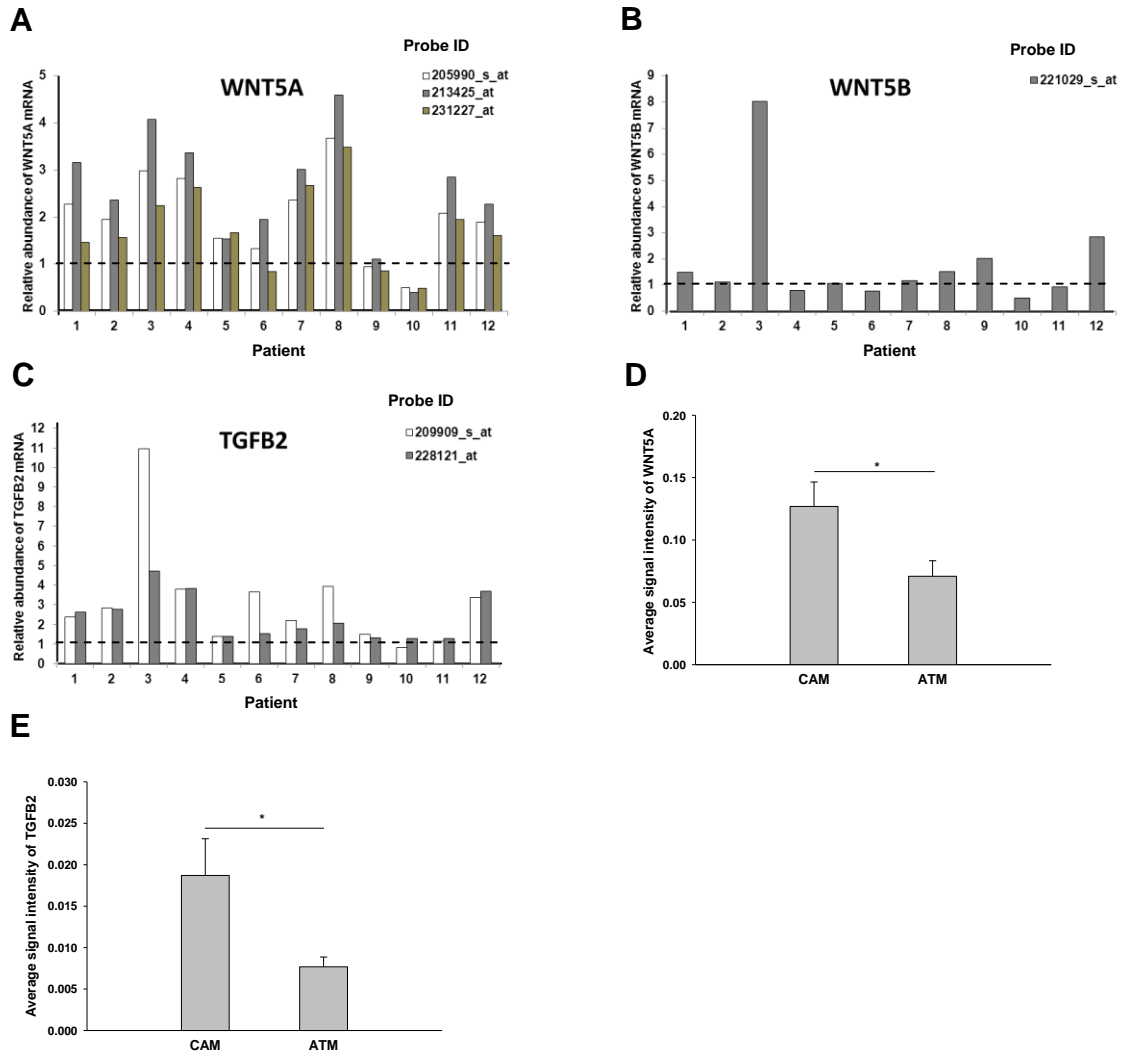 A
Probe ID
WNT5A
205990_s_at
213425_at
231227_at
Relative abundance of WNT5A mRNA
5
4
3
2
1
0
1 2 3 4 5 6 7 8 9 10 11 12
Patient
B
Probe ID
WNT5B
221029_s_at
Relative abundance of WNT5B mRNA
9
8
7
6
5
4
3
2
1
0
1 2 3 4 5 6 7 8 9 10 11 12
Patient
C
Probe ID
TGFB2
209909_s_at
228121_at
Relative abundance of TGFB2 mRNA
12
11
10
9
8
7
6
5
4
3
2
1
0
1 2 3 4 5 6 7 8 9 10 11 12
Patient
D
Average signal intensity of WNT5A
0.20
0.15
0.10
0.05
0.00
*
CAM ATM
E
Average signal intensity of TGFB2
0.030
0.025
0.020
0.015
0.010
0.005
0.000
*
CAM ATM